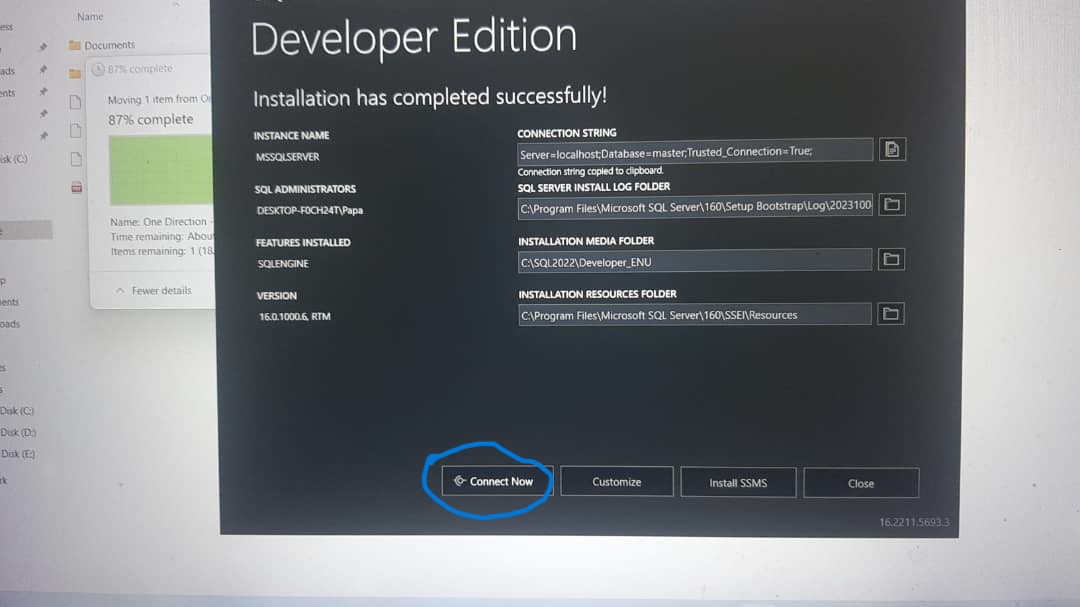 Name
ess
Documents
ads
87% complete
ents
Moving 1 item from
87% complete
isk (C:)
Name: One Direction -
Time remaining: Abou
Items remaining: 1 (18
Fewer details
p
ments
oads
es
s
Disk (C:)
Disk (D:)
Disk (E:)
rk
Developer Edition
Installation has completed successfully!
INSTANCE NAME
MSSQLSERVER
SQL ADMINISTRATORS
DESKTOP-F0CH24T\Papa
FEATURES INSTALLED
SQLENGINE
VERSION
16.0.1000.6, RTM
CONNECTION STRING
Server=localhost;Database=master;Trusted_Connection=True;
Connection string copied to clipboard.
SQL SERVER INSTALL LOG FOLDER
C:\Program Files\Microsoft SQL Server\160\Setup Bootstrap\Log\2023100
INSTALLATION MEDIA FOLDER
C:\SQL2022\Developer_ENU
INSTALLATION RESOURCES FOLDER
C:\Program Files\Microsoft SQL Server\160\SSEI\Resources
Connect Now
Customize
Install SSMS
Close
16.2211.5693.3